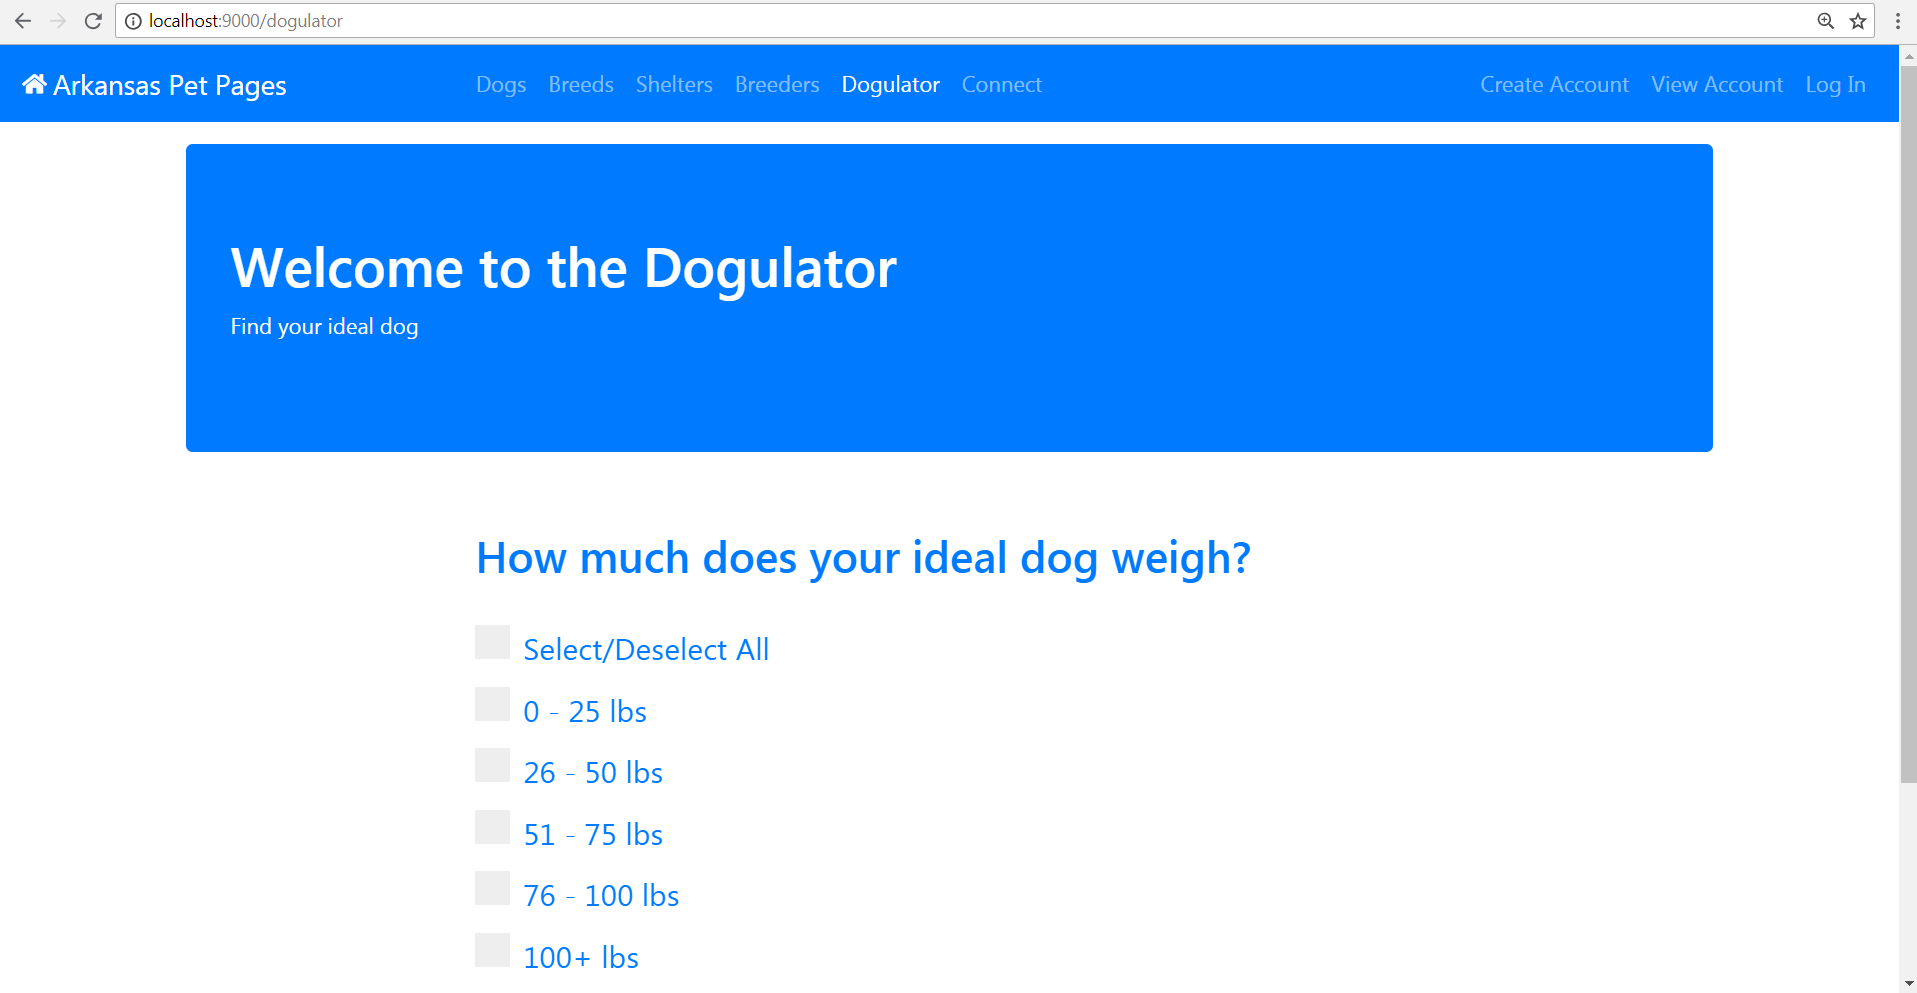 localhost:9000/dogulator
Arkansas Pet Pages Dogs Breeds Shelters Breeders Dogulator Connect Create Account View Account Log In
Welcome to the Dogulator
Find your ideal dog
How much does your ideal dog weigh?
Select/Deselect All
0 - 25 lbs
26 - 50 lbs
51 - 75 lbs
76 - 100 lbs
100+ lbs